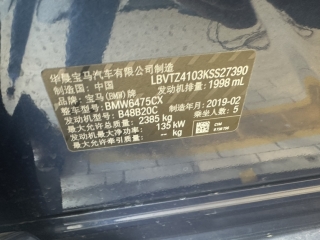 华晨宝马汽车有限公司制造
制造国: 中国 LBVTZ4103KSS27390
品牌: 宝马(BMW)牌 发动机排量: 1998 mL
整车型号: BMW6475CX
发动机型号: B48B20C 制造年月: 2019-02
最大允许总质量: 2385 kg 乘坐人数: 5
发动机最大净功率: 135 kW
最大允许 -- kg